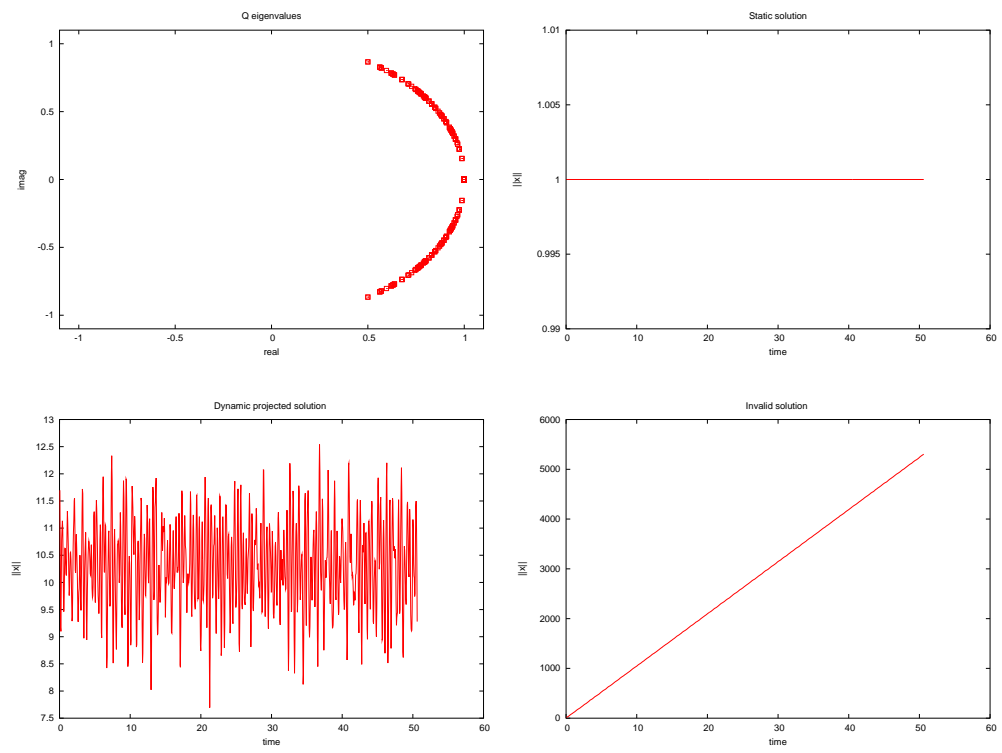 Q eigenvalues
1
0.5
0
-0.5
-1
imag
-1 -0.5 0 0.5 1
real
Static solution
1.01
1.005
1
0.995
0.99
||x||
0 10 20 30 40 50 60
time
Dynamic projected solution
13
12.5
12
11.5
11
10.5
10
9.5
9
8.5
8
7.5
||x||
0 10 20 30 40 50 60
time
Invalid solution
6000
5000
4000
3000
2000
1000
0
||x||
0 10 20 30 40 50 60
time